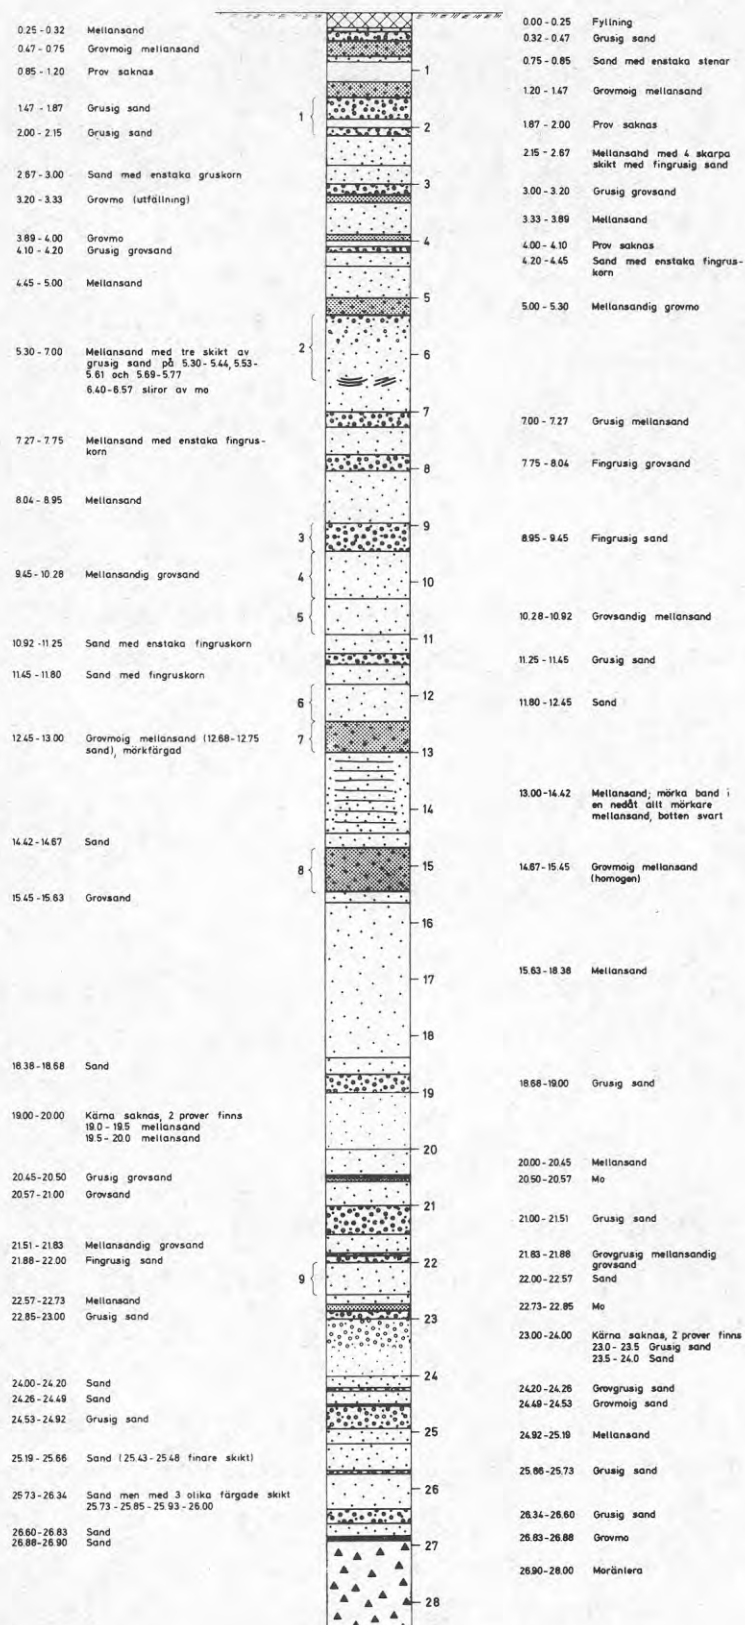 0.25 - 0.32 Mellansand
0.47 - 0.75 Grovmoig mellansand
0.85 - 1.20 Prov saknas
1.47 - 1.87 Grusig sand
2.00 - 2.15 Grusig sand
2.67 - 3.00 Sand med enstaka gruskorn
3.20 - 3.33 Grovmo (utfällning)
3.89 - 4.00 Grovmo
4.10 - 4.20 Grusig grovsand
4.45 - 5.00 Mellansand
5.30 - 7.00 Mellansand med tre skikt av
grusig sand på 5.30 - 5.44, 5.53-
5.61 och 5.69-5.77
6.40-6.57 sliror av mo
7.27 - 7.75 Mellansand med enstaka fingrus-
korn
8.04 - 8.95 Mellansand
9.45 - 10.28 Mellansandig grovsand
10.92 - 11.25 Sand med enstaka fingruskorn
11.45 - 11.80 Sand med fingruskorn
12.45 - 13.00 Grovmoig mellansand (12.68-12.75
sand), mörkfärgad
14.42 - 14.67 Sand
15.45 - 15.63 Grovsand
18.38 - 18.68 Sand
19.00 - 20.00 Kärna saknas, 2 prover finns
19.0 - 19.5 mellansand
19.5 - 20.0 mellansand
20.45 - 20.50 Grusig grovsand
20.57 - 21.00 Grovsand
21.51 - 21.83 Mellansandig grovsand
21.88 - 22.00 Fingrusig sand
22.57 - 22.73 Mellansand
22.85 - 23.00 Grusig sand
24.00 - 24.20 Sand
24.26 - 24.49 Sand
24.53 - 24.92 Grusig sand
25.19 - 25.66 Sand (25.43 - 25.48 finare skikt)
25.73 - 26.34 Sand men med 3 olika färgade skikt
25.73 - 25.85 - 25.93 - 26.00
26.60 - 26.83 Sand
26.88 - 26.90 Sand
1
2
3
4
5
6
7
8
9
1
2
3
4
5
6
7
8
9
10
11
12
13
14
15
16
17
18
19
20
21
22
23
24
25
26
27
28
0.00 - 0.25 Fyllning
0.32 - 0.47 Grusig sand
0.75 - 0.85 Sand med enstaka stenar
1.20 - 1.47 Grovmoig mellansand
1.87 - 2.00 Prov saknas
2.15 - 2.67 Mellansand med 4 skarpa
skikt med fingrusig sand
3.00 - 3.20 Grusig grovsand
3.33 - 3.89 Mellansand
4.00 - 4.10 Prov saknas
4.20 - 4.45 Sand med enstaka fingrus-
korn
5.00 - 5.30 Mellansandig grovmo
7.00 - 7.27 Grusig mellansand
7.75 - 8.04 Fingrusig grovsand
8.95 - 9.45 Fingrusig sand
10.28 - 10.92 Grovsandig mellansand
11.25 - 11.45 Grusig sand
11.80 - 12.45 Sand
13.00 - 14.42 Mellansand; mörka band i
en nedåt allt mörkare
mellansand, botten svart
14.67 - 15.45 Grovmoig mellansand
(homogen)
15.63 - 18.38 Mellansand
18.68 - 19.00 Grusig sand
20.00 - 20.45 Mellansand
20.50 - 20.57 Mo
21.00 - 21.51 Grusig sand
21.83 - 21.88 Grovgrusig mellansandig
grovsand
22.00 - 22.57 Sand
22.73 - 22.85 Mo
23.00 - 24.00 Kärna saknas, 2 prover finns
23.0 - 23.5 Grusig sand
23.5 - 24.0 Sand
24.20 - 24.26 Grovgrusig sand
24.49 - 24.53 Grovmoig sand
24.92 - 25.19 Mellansand
25.66 - 25.73 Grusig sand
26.34 - 26.60 Grusig sand
26.83 - 26.88 Grovmo
26.90 - 28.00 Moränlera